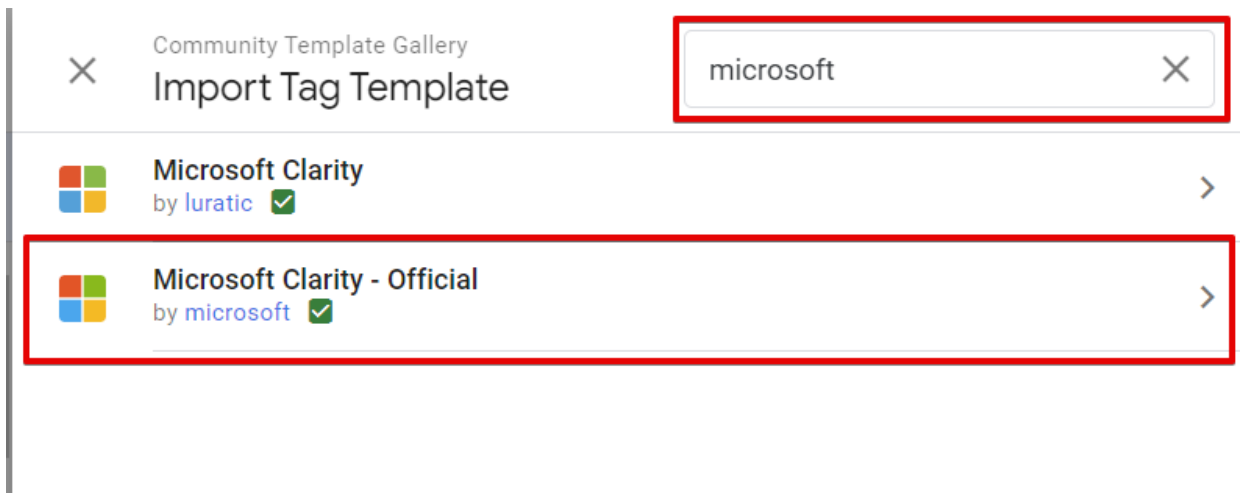 Community Template Gallery
Import Tag Template
microsoft
Microsoft Clarity
by luratic
Microsoft Clarity - Official
by microsoft